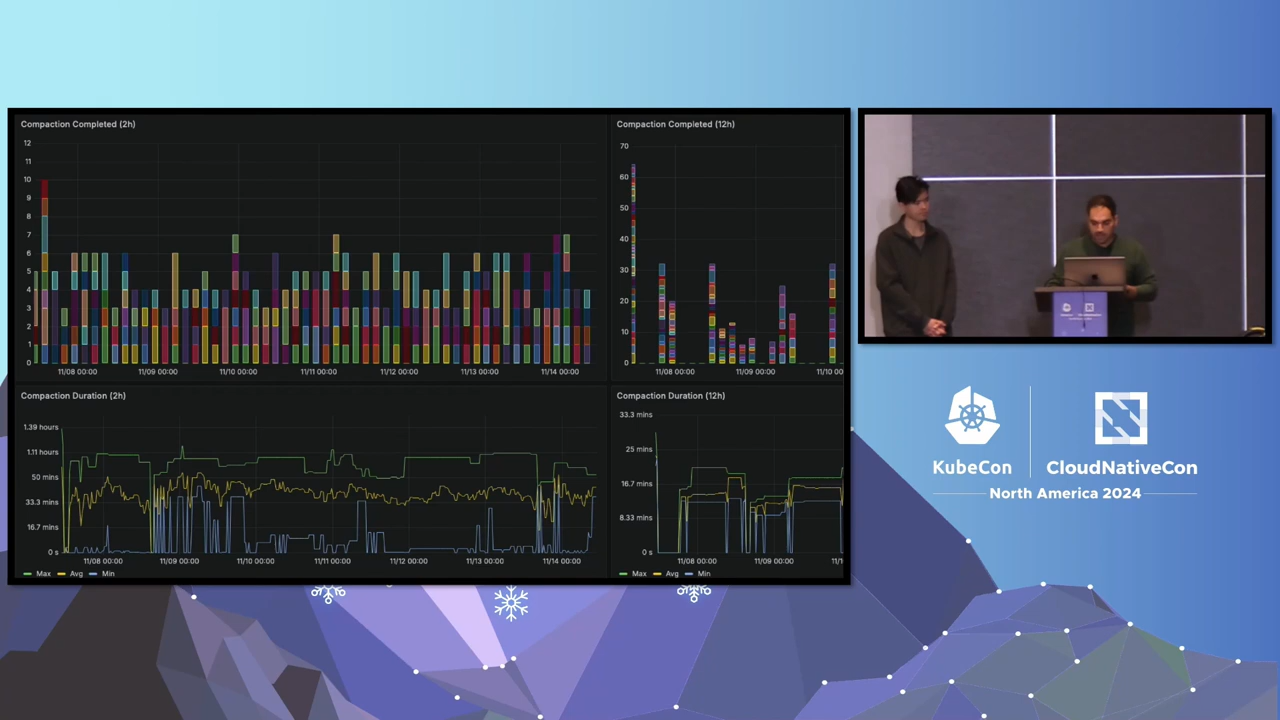 Compaction Completed (2h)
12
11
10
9
8
7
6
5
4
3
2
1
0
11/08 00:00 11/09 00:00 11/10 00:00 11/11 00:00 11/12 00:00 11/13 00:00 11/14 00:00
Compaction Completed (12h)
70
60
50
40
30
20
10
0
11/08 00:00 11/09 00:00 11/10 00
Compaction Duration (2h)
1.39 hours
1.11 hours
50 mins
33.3 mins
16.7 mins
0 s
11/08 00:00 11/09 00:00 11/10 00:00 11/11 00:00 11/12 00:00 11/13 00:00 11/14 00:00
Max Avg Min
Compaction Duration (12h)
33.3 mins
25 mins
16.7 mins
8.33 mins
0 s
11/08 00:00 11/09 00:00 11/1
Max Avg Min
KubeCon CloudNativeCon
North America 2024